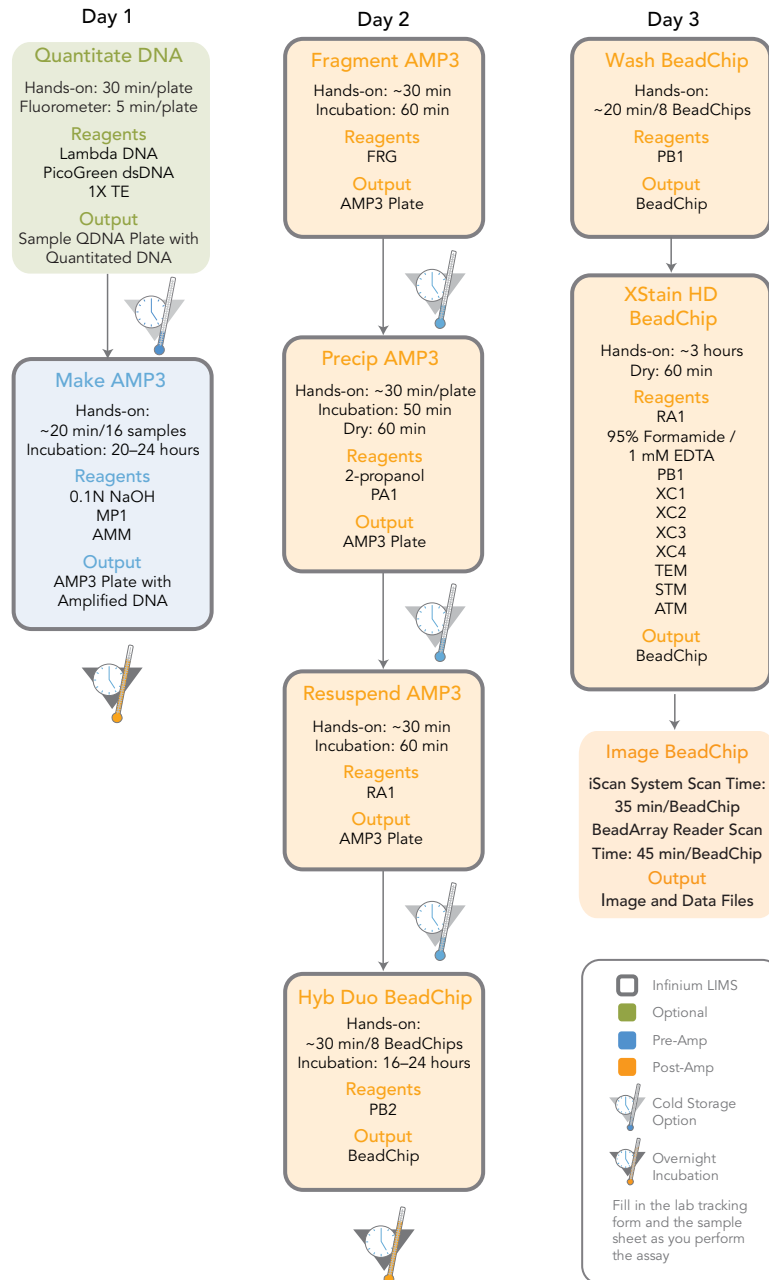 Day 1
Quantitate DNA
Hands-on: 30 min/plate
Fluorometer: 5 min/plate
Reagents
Lambda DNA
PicoGreen dsDNA
1X TE
Output
Sample QDNA Plate with
Quantitated DNA
Make AMP3
Hands-on:
~20 min/16 samples
Incubation: 20–24 hours
Reagents
0.1N NaOH
MP1
AMM
Output
AMP3 Plate with
Amplified DNA
Day 2
Fragment AMP3
Hands-on: ~30 min
Incubation: 60 min
Reagents
FRG
Output
AMP3 Plate
Precip AMP3
Hands-on: ~30 min/plate
Incubation: 50 min
Dry: 60 min
Reagents
2-propanol
PA1
Output
AMP3 Plate
Resuspend AMP3
Hands-on: ~30 min
Incubation: 60 min
Reagents
RA1
Output
AMP3 Plate
Hyb Duo BeadChip
Hands-on:
~30 min/8 BeadChips
Incubation: 16–24 hours
Reagents
PB2
Output
BeadChip
Day 3
Wash BeadChip
Hands-on:
~20 min/8 BeadChips
Reagents
PB1
Output
BeadChip
XStain HD
BeadChip
Hands-on: ~3 hours
Dry: 60 min
Reagents
RA1
95% Formamide /
1 mM EDTA
PB1
XC1
XC2
XC3
XC4
TEM
STM
ATM
Output
BeadChip
Image BeadChip
iScan System Scan Time:
35 min/BeadChip
BeadArray Reader Scan
Time: 45 min/BeadChip
Output
Image and Data Files
Infinium LIMS
Optional
Pre-Amp
Post-Amp
Cold Storage
Option
Overnight
Incubation
Fill in the lab tracking
form and the sample
sheet as you perform
the assay